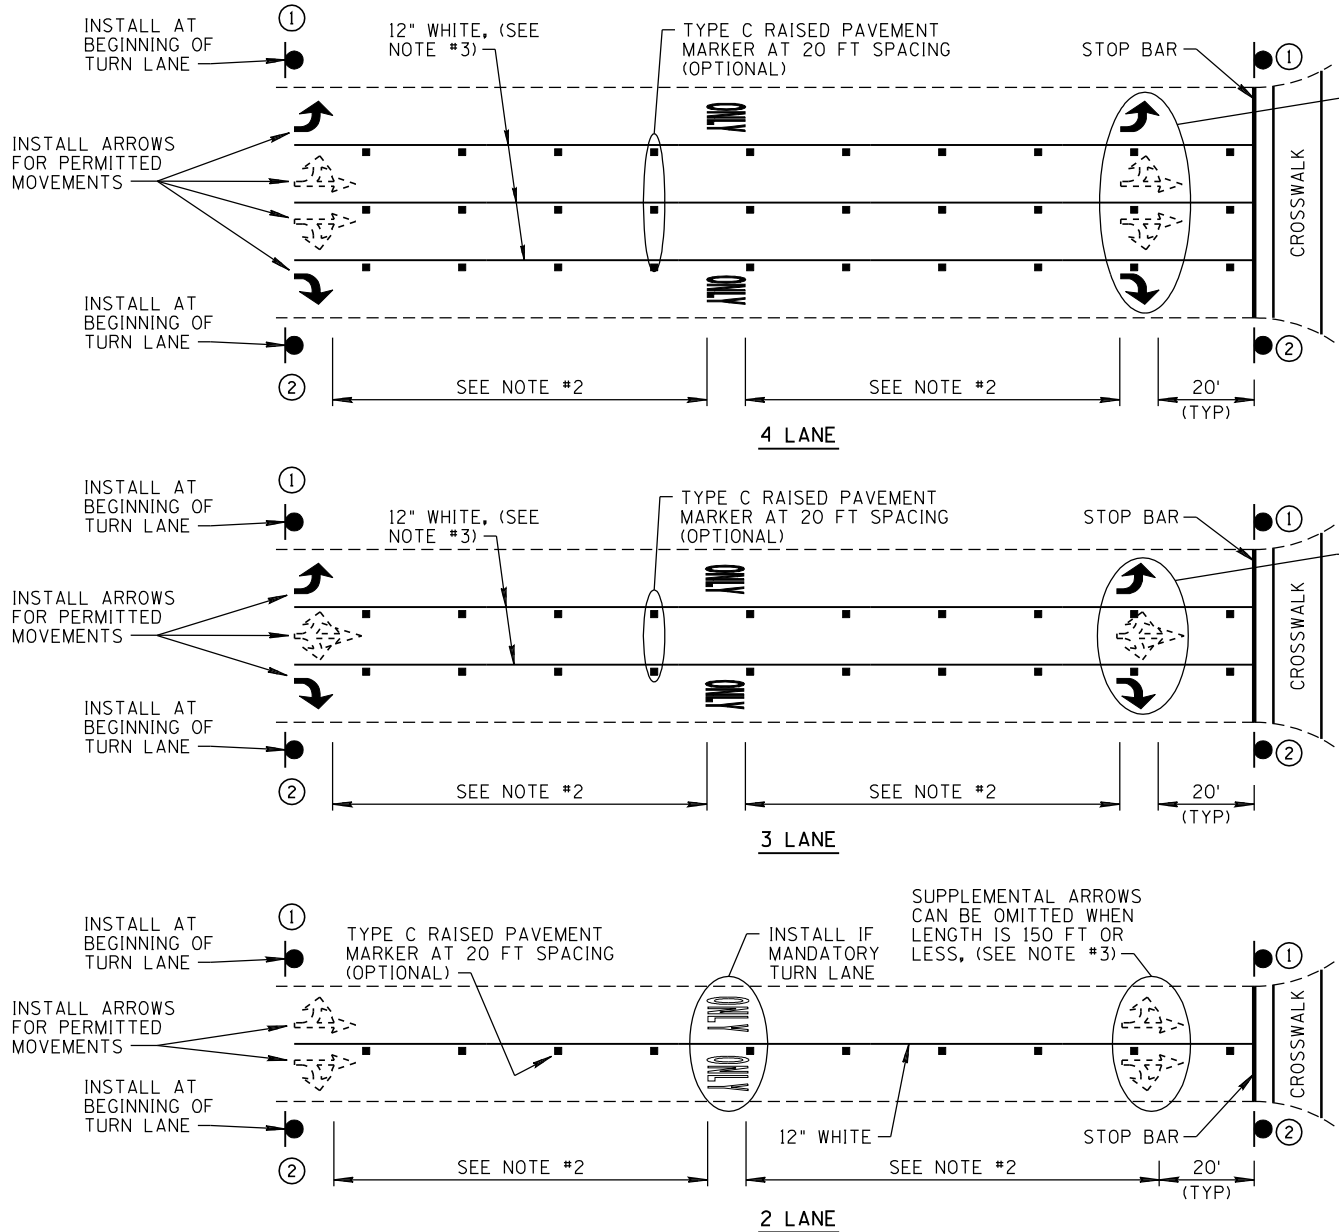 1
INSTALL AT
BEGINNING OF
TURN LANE
12" WHITE, (SEE
NOTE #3)
TYPE C RAISED PAVEMENT
MARKER AT 20 FT SPACING
(OPTIONAL)
STOP BAR
1
ONLY
INSTALL ARROWS
FOR PERMITTED
MOVEMENTS
CROSSWALK
ONLY
INSTALL AT
BEGINNING OF
TURN LANE
2
2
SEE NOTE #2
SEE NOTE #2
20'
(TYP)
4 LANE
1
INSTALL AT
BEGINNING OF
TURN LANE
12" WHITE, (SEE
NOTE #3)
TYPE C RAISED PAVEMENT
MARKER AT 20 FT SPACING
(OPTIONAL)
STOP BAR
1
ONLY
INSTALL ARROWS
FOR PERMITTED
MOVEMENTS
CROSSWALK
ONLY
INSTALL AT
BEGINNING OF
TURN LANE
2
2
SEE NOTE #2
SEE NOTE #2
20'
(TYP)
3 LANE
1
INSTALL AT
BEGINNING OF
TURN LANE
TYPE C RAISED PAVEMENT
MARKER AT 20 FT SPACING
(OPTIONAL)
INSTALL IF
MANDATORY
TURN LANE
SUPPLEMENTAL ARROWS
CAN BE OMITTED WHEN
LENGTH IS 150 FT OR
LESS, (SEE NOTE #3)
1
ONLY
INSTALL ARROWS
FOR PERMITTED
MOVEMENTS
CROSSWALK
ONLY
INSTALL AT
BEGINNING OF
TURN LANE
2
12" WHITE
STOP BAR
2
SEE NOTE #2
SEE NOTE #2
20'
(TYP)
2 LANE